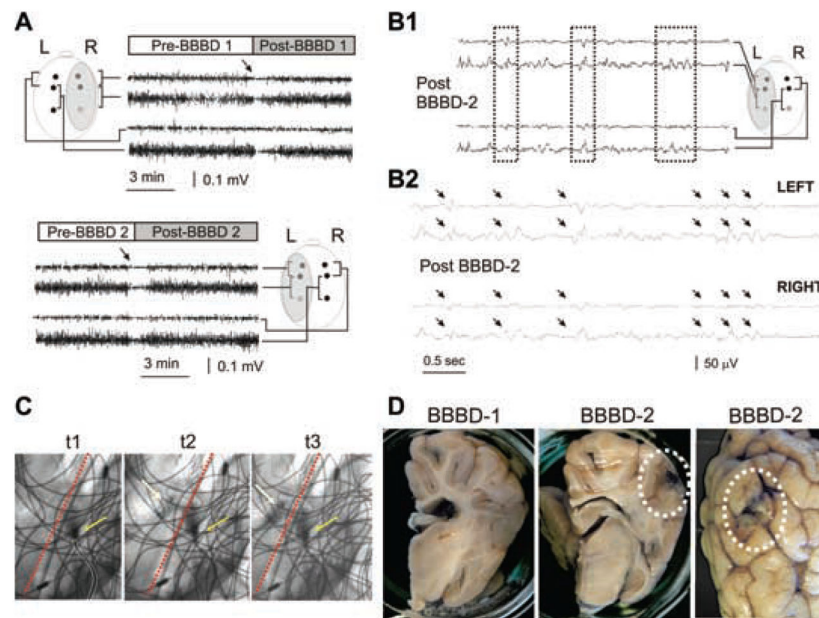 A
L R
Pre-BBBD 1 Post-BBBD 1
3 min 0.1 mV
Pre-BBBD 2 Post-BBBD 2
L R
3 min 0.1 mV
B1
L R
Post
BBBD-2
B2
LEFT
Post BBBD-2
RIGHT
0.5 sec 50 µV
C
t1 t2 t3
D
BBBD-1 BBBD-2 BBBD-2